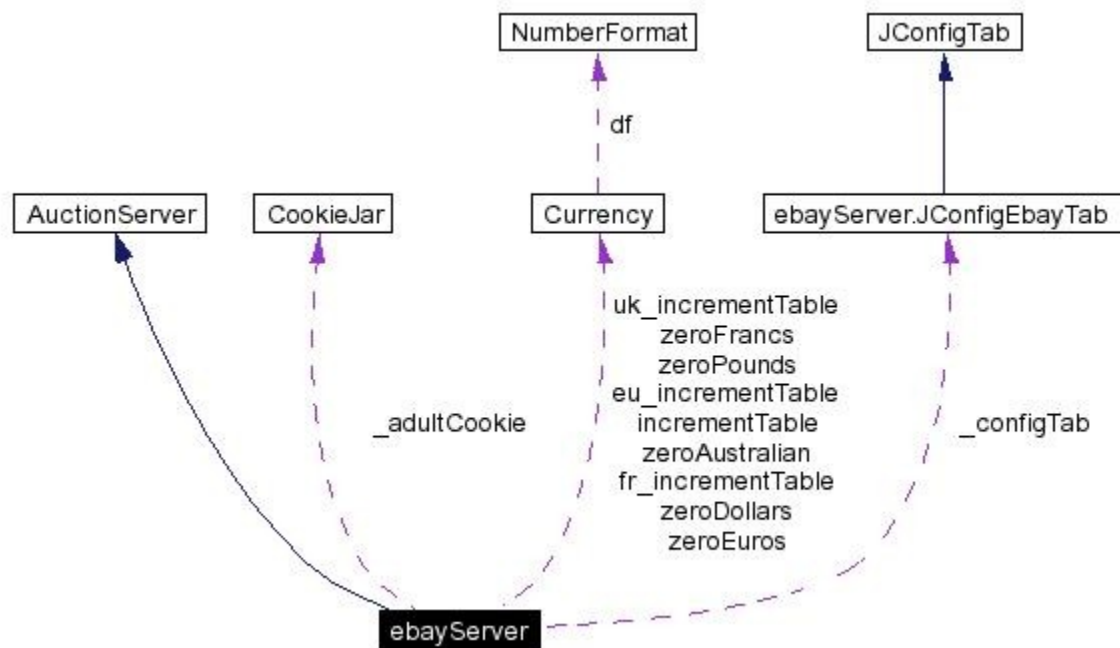 NumberFormat
JConfigTab
df
AuctionServer
CookieJar
Currency
ebayServer.JConfigEbayTab
uk_incrementTable
zeroFrancs
zeroPounds
eu_incrementTable
incrementTable
zeroAustralian
fr_incrementTable
zeroDollars
zeroEuros
_adultCookie
_configTab
ebayServer